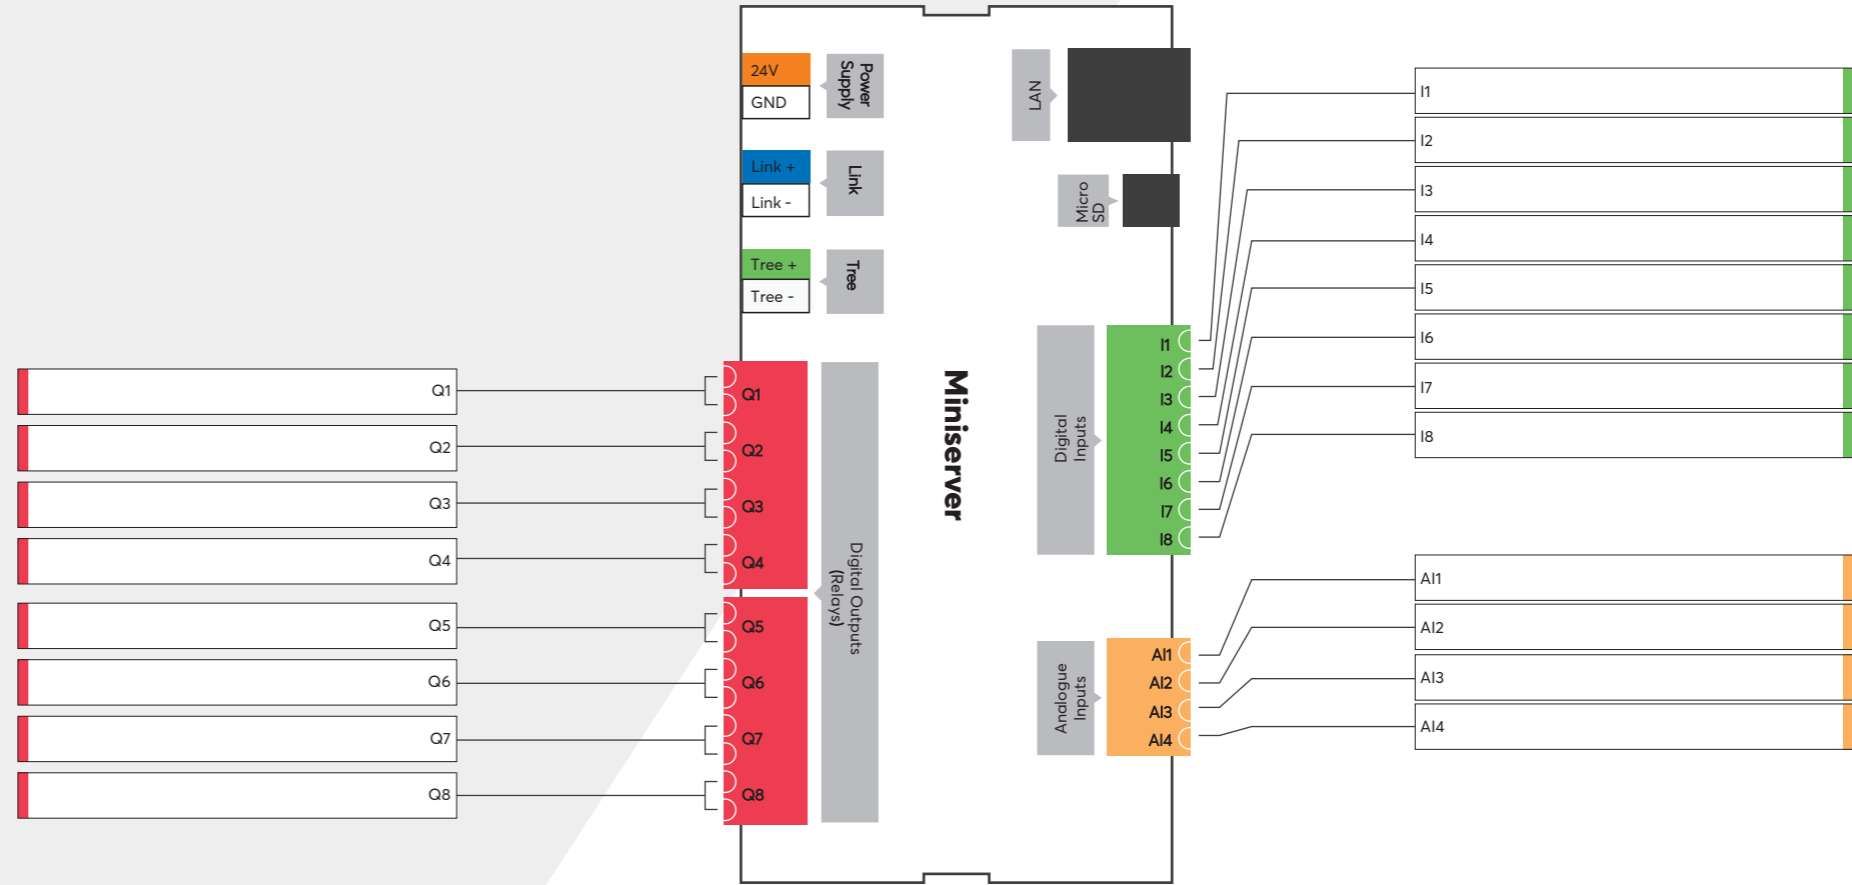 24V
GND
Power
Supply
Link +
Link -
Link
Tree +
Tree -
Tree
Q1
Q2
Q3
Q4
Q5
Q6
Q7
Q8
Q1
Q2
Q3
Q4
Q5
Q6
Q7
Q8
Digital Outputs
(Relays)
Miniserver
LAN
Micro
SD
Digital
Inputs
I1
I2
I3
I4
I5
I6
I7
I8
Analogue
Inputs
AI1
AI2
AI3
AI4
I1
I2
I3
I4
I5
I6
I7
I8
AI1
AI2
AI3
AI4